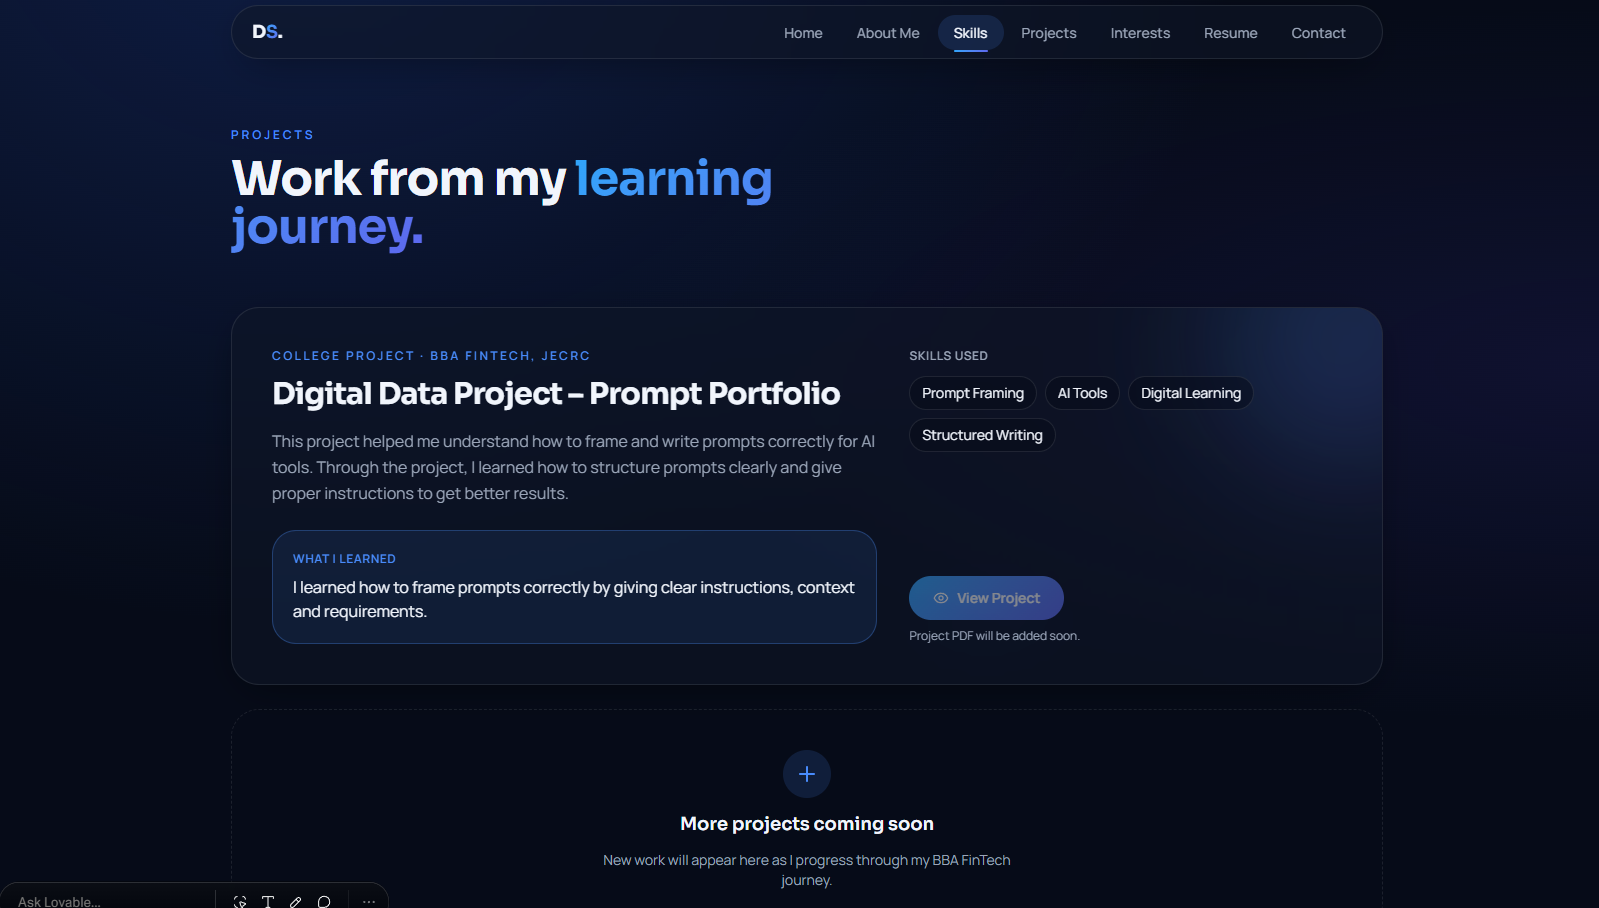 DS.
Home About Me Skills Projects Interests Resume Contact
PROJECTS
Work from my learning
journey.
COLLEGE PROJECT · BBA FINTECH, JECRC
Digital Data Project – Prompt Portfolio
This project helped me understand how to frame and write prompts correctly for AI
tools. Through the project, I learned how to structure prompts clearly and give
proper instructions to get better results.
WHAT I LEARNED
I learned how to frame prompts correctly by giving clear instructions, context
and requirements.
SKILLS USED
Prompt Framing AI Tools Digital Learning
Structured Writing
View Project
Project PDF will be added soon.
More projects coming soon
New work will appear here as I progress through my BBA FinTech
journey.
Ask Lovable...